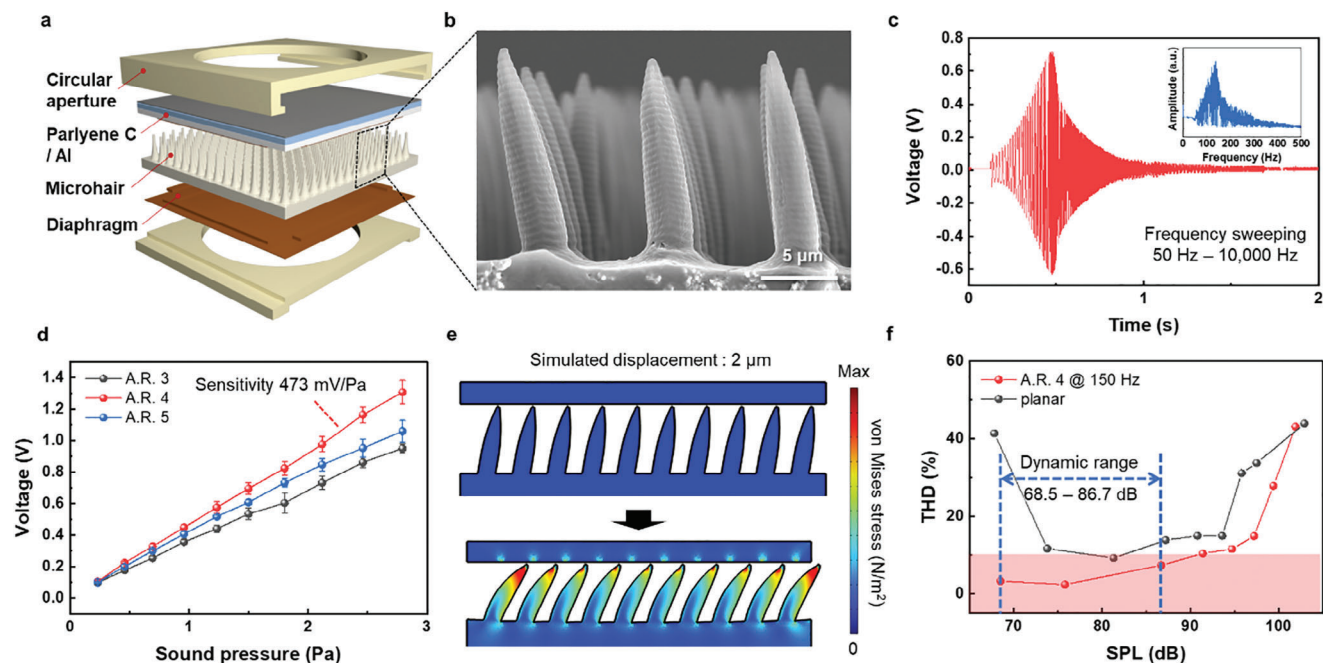 a
Circular
aperture
Parlyene C
/ Al
Microhair
Diaphragm
b
5 μm
c
Voltage (V)
0.8
0.6
0.4
0.2
0.0
-0.2
-0.4
-0.6
0
1
2
Time (s)
Amplitude (a.u.)
0 100 200 300 400 500
Frequency (Hz)
Frequency sweeping
50 Hz – 10,000 Hz
d
Voltage (V)
1.4
1.2
1.0
0.8
0.6
0.4
0.2
0.0
A.R. 3
A.R. 4
A.R. 5
Sensitivity 473 mV/Pa
0
1
2
3
Sound pressure (Pa)
e
Simulated displacement : 2 μm
Max
von Mises stress (N/m²)
0
f
THD (%)
60
40
20
0
A.R. 4 @ 150 Hz
planar
Dynamic range
68.5 – 86.7 dB
70
80
90
100
SPL (dB)